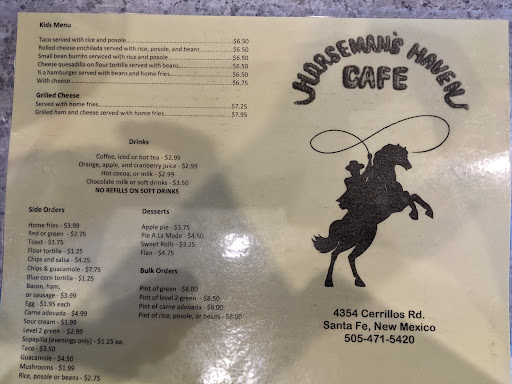 Kids Menu
Taco served with rice and posole $6.50
Rolled cheese enchilada served with rice, posole, and beans $6.50
Small bean burrito serviced with rice and posole $6.50
Cheese quesadilla on flour tortilla served with beans $6.50
½ a hamburger served with beans and home fries $6.50
With cheese $6.75
Grilled Cheese
Served with home fries $7.25
Grilled ham and cheese served with home fries $7.95
Drinks
Coffee, iced or hot tea - $2.99
Orange, apple, and cranberry juice - $2.99
Hot cocoa, or milk - $2.99
Chocolate milk or soft drinks - $3.50
NO REFILLS ON SOFT DRINKS
Side Orders
Home fries - $3.99
Red or green - $2.75
Toast - $1.75
Flour tortilla - $1.25
Chips and salsa - $4.25
Chips & guacamole - $7.75
Blue corn tortilla - $1.25
Bacon, ham,
or sausage - $3.99
Egg - $1.95 each
Carne adovada - $4.99
Sour cream - $1.99
Level 2 green - $2.99
Sopapilla (evenings only) - $1.25 ea.
Taco - $3.50
Guacamole - $4.50
Mushrooms - $1.99
Rice, posole or beans - $2.75
Desserts
Apple pie - $3.75
Pie A La Mode - $4.50
Sweet Rolls - $3.25
Flan - $4.75
Bulk Orders
Pint of green -$8.00
Pint of level 2 green - $8.50
Pint of carne adovada - $8.99
Pint of rice, posole, or beans - $8.00
HORSEMAN'S HAVEN
CAFE
4354 Cerrillos Rd.
Santa Fe, New Mexico
505-471-5420